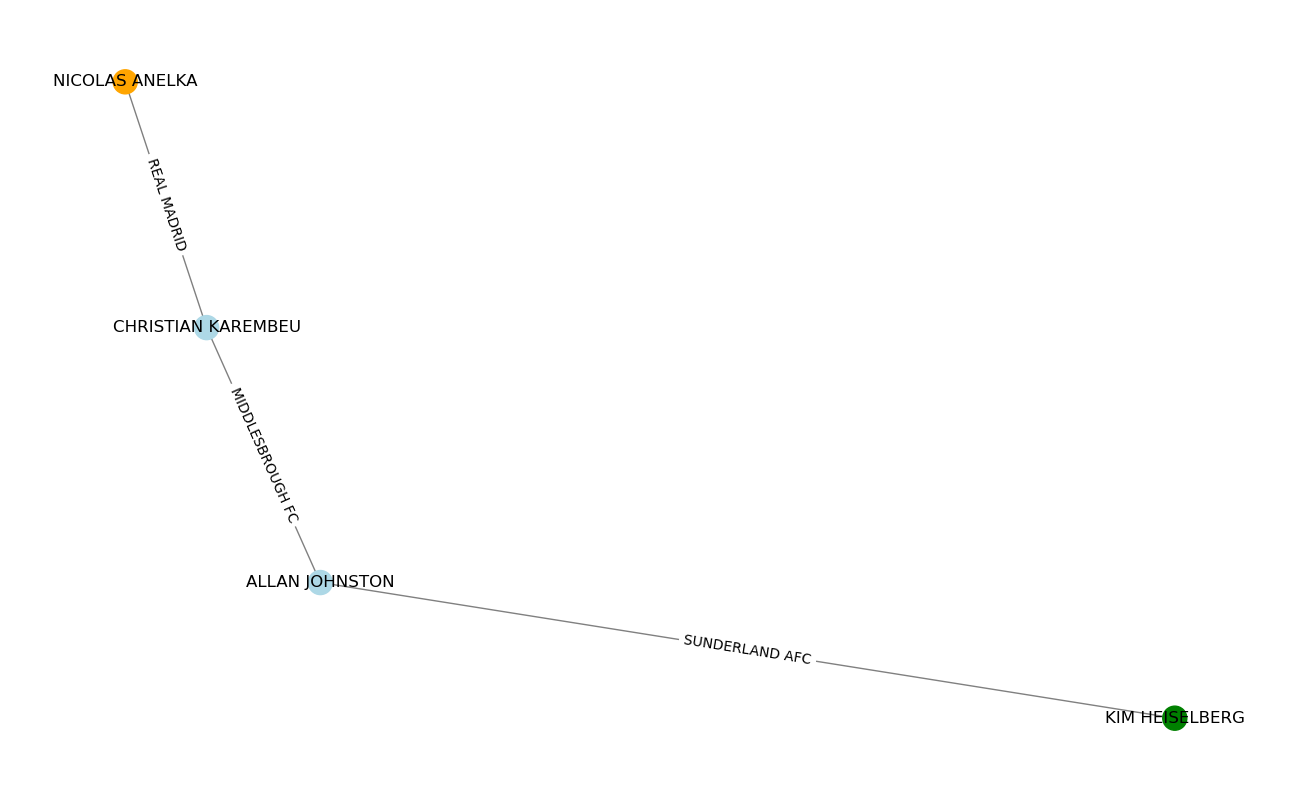 NICOLAS ANELKA
REAL MADRID
CHRISTIAN KAREMBEU
MIDDLESBROUGH FC
ALLAN JOHNSTON
SUNDERLAND AFC
KIM HEISELBERG